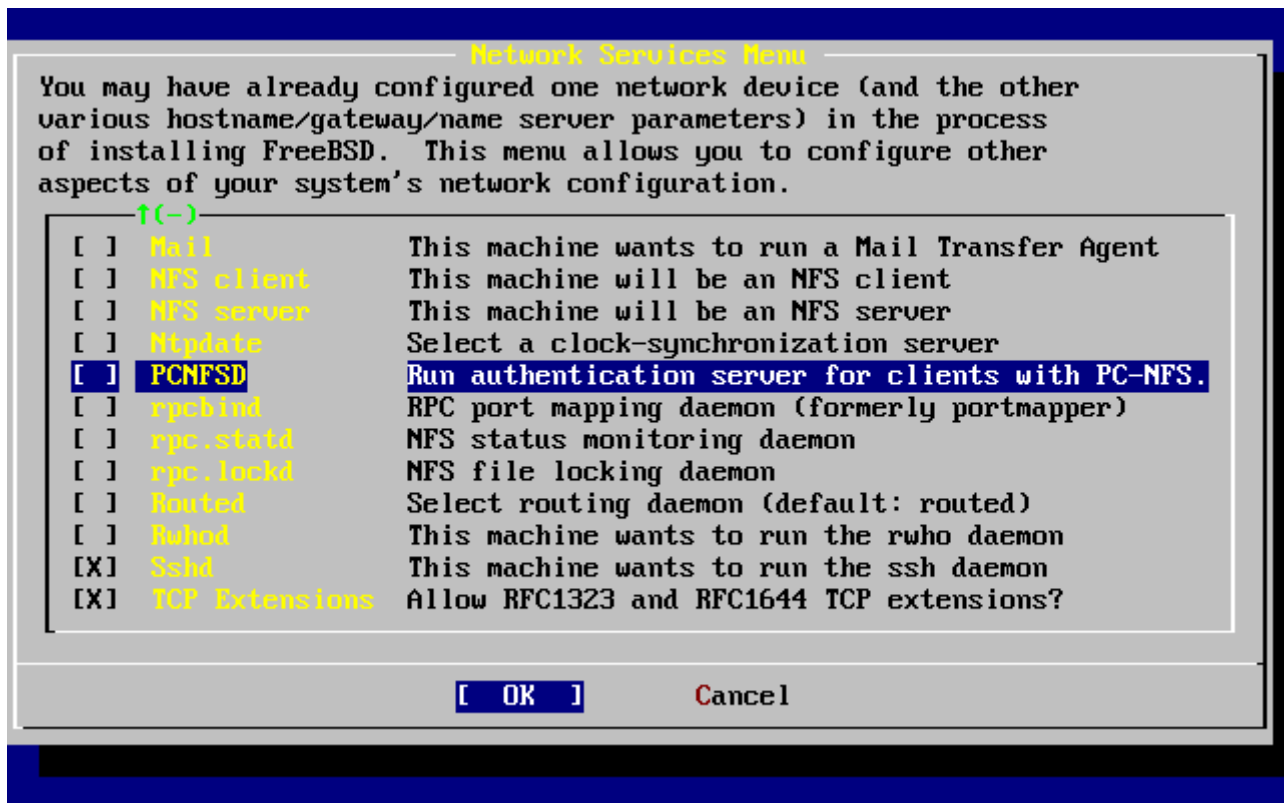 Network Services Menu
You may have already configured one network device (and the other
various hostname/gateway/name server parameters) in the process
of installing FreeBSD.  This menu allows you to configure other
aspects of your system's network configuration.
↑(-)
[ ] Mail This machine wants to run a Mail Transfer Agent
[ ] NFS client This machine will be an NFS client
[ ] NFS server This machine will be an NFS server
[ ] Ntpdate Select a clock-synchronization server
[ ] PCNFSD Run authentication server for clients with PC-NFS.
[ ] rpcbind RPC port mapping daemon (formerly portmapper)
[ ] rpc.statd NFS status monitoring daemon
[ ] rpc.lockd NFS file locking daemon
[ ] Routed Select routing daemon (default: routed)
[ ] Rwhod This machine wants to run the rwho daemon
[X] Sshd This machine wants to run the ssh daemon
[X] TCP Extensions Allow RFC1323 and RFC1644 TCP extensions?
[ OK ] Cancel